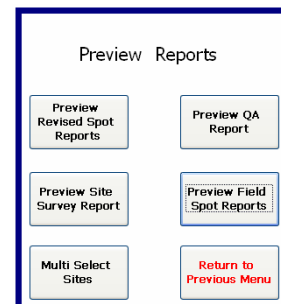 Preview Reports
Preview
Revised Spot
Reports
Preview QA
Report
Preview Site
Survey Report
Preview Field
Spot Reports
Multi Select
Sites
Return to
Previous Menu